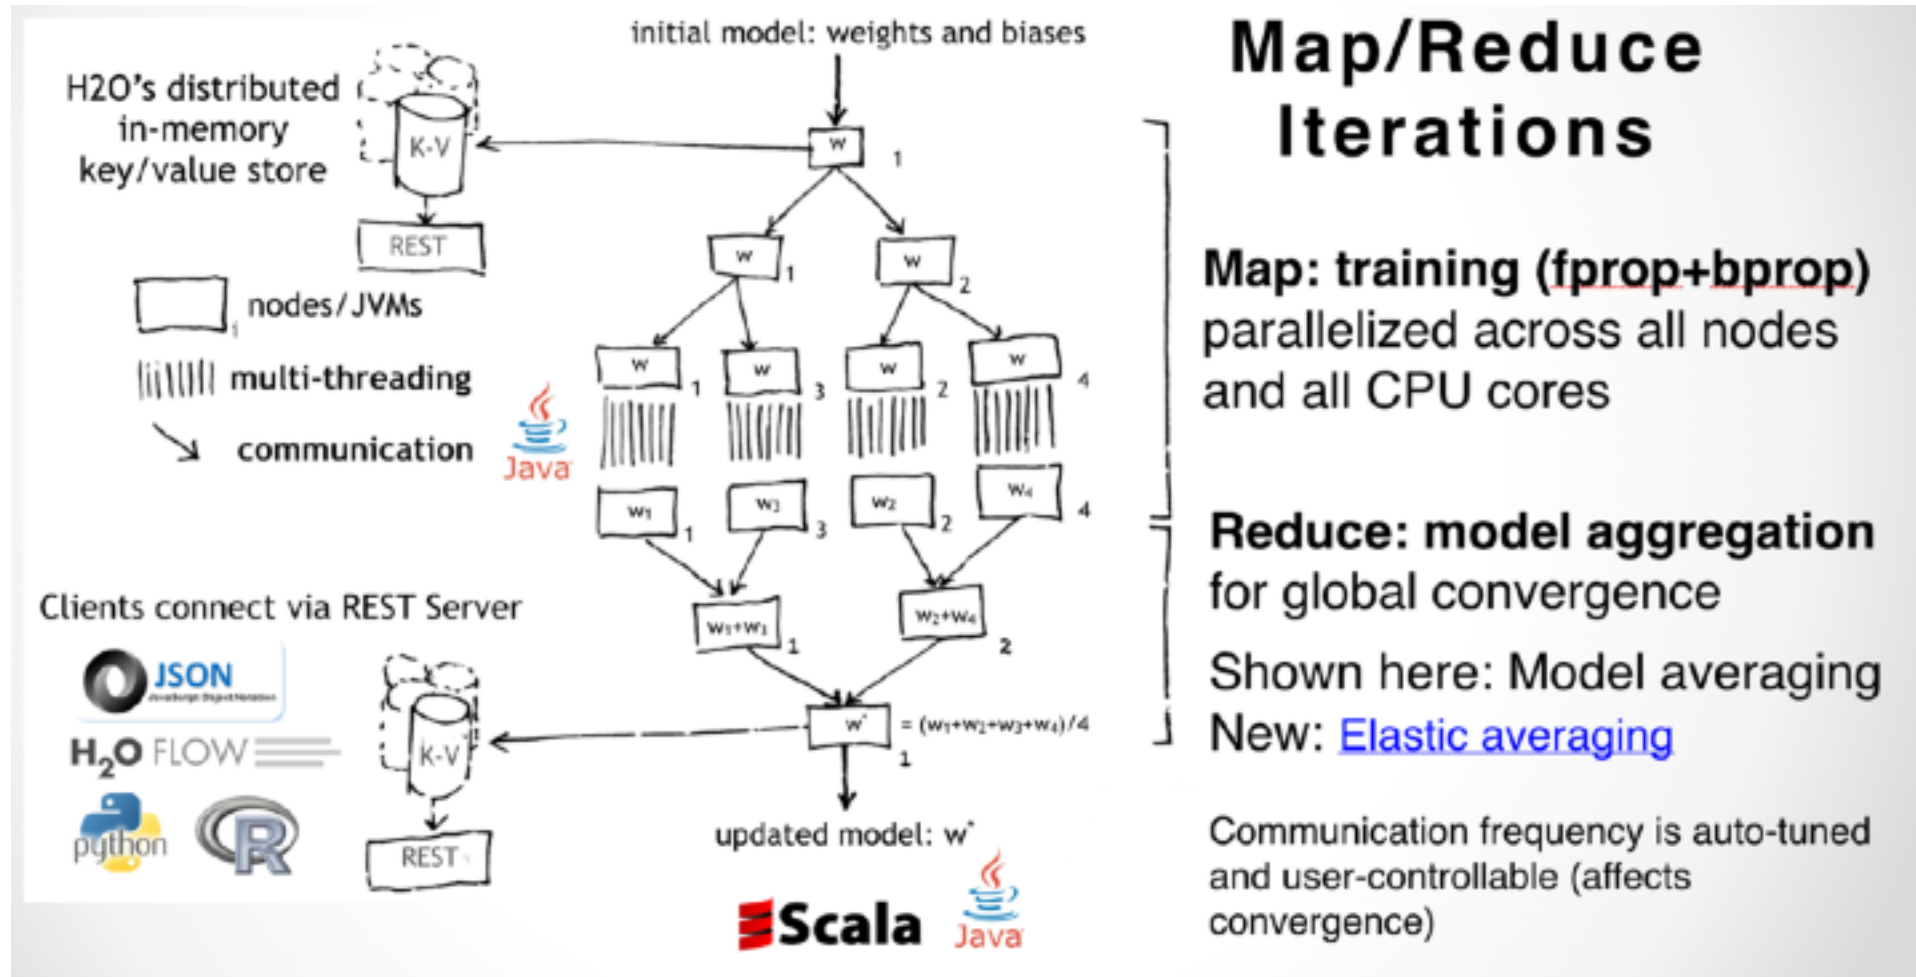 Map/Reduce
Iterations
initial model: weights and biases
H2O's distributed
in-memory
key/value store
K-V
REST
w
1
w
1
w
2
nodes/JVMs
i
multi-threading
communication
Java
w
1
w
3
w
2
w
4
w₁
1
w₃
3
w₂
2
w₄
4
w₁+w₃
1
w₂+w₄
2
w*
= (w₁+w₂+w₃+w₄)/4
1
updated model: w*
Clients connect via REST Server
JSON
JavaScript Object Notation
H₂O FLOW
python
R
K-V
REST
Scala
Java
Map: training (fprop+bprop)
parallelized across all nodes
and all CPU cores
Reduce: model aggregation
for global convergence
Shown here: Model averaging
New: Elastic averaging
Communication frequency is auto-tuned
and user-controllable (affects
convergence)